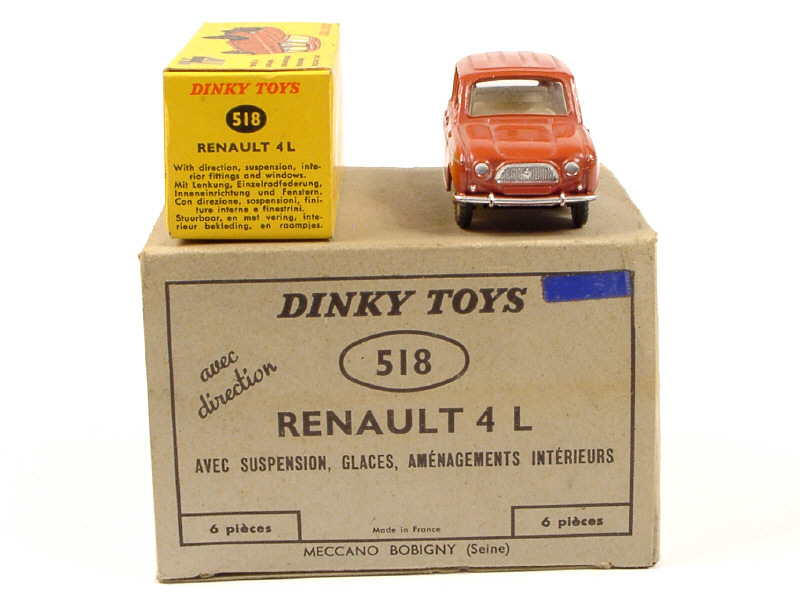 DINKY TOYS
518
RENAULT 4 L
With direction, suspension, inte-
rior fittings and windows.
Mit Lenkung, Einzelradfederung,
Inneneinrichtung und Fenstern.
Con direzione, sospensioni, fini-
ture interne e finestrini.
Stuurbaar, en met vering, inte-
rieur bekleding, en raampjes.
DINKY TOYS
518
avec
direction
RENAULT 4 L
AVEC SUSPENSION, GLACES, AMÉNAGEMENTS INTÉRIEURS
6 pièces
Made in France
6 pièces
MECCANO BOBIGNY (Seine)